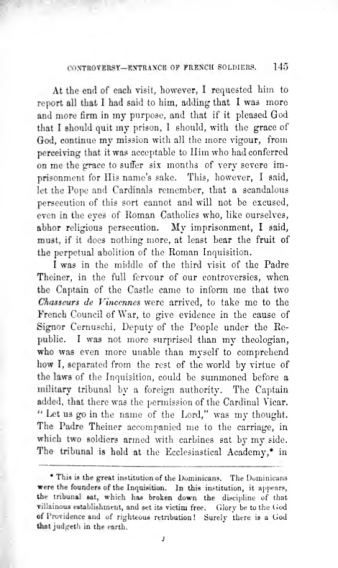 CONTROVERSY—ENTRANCE OF FRENCH SOLDIERS. 145
At the end of each visit, however, I requested him to
report all that I had said to him, adding that I was more
and more firm in my purpose, and that if it pleased God
that I should quit my prison, I should, with the grace of
God, continue my mission with all the more vigour, from
perceiving that it was acceptable to Him who had conferred
on me the grace to suffer six months of very severe im-
prisonment for His name's sake. This, however, I said,
let the Pope and Cardinals remember, that a scandalous
persecution of this sort cannot and will not be excused,
even in the eyes of Roman Catholics who, like ourselves,
abhor religious persecution. My imprisonment, I said,
must, if it does nothing more, at least bear the fruit of
the perpetual abolition of the Roman Inquisition.
I was in the middle of the third visit of the Padre
Theiner, in the full fervour of our controversies, when
the Captain of the Castle came to inform me that two
Chasseurs de Vincennes were arrived, to take me to the
French Council of War, to give evidence in the cause of
Signor Cernuschi, Deputy of the People under the Re-
public. I was not more surprised than my theologian,
who was even more unable than myself to comprehend
how I, separated from the rest of the world by virtue of
the laws of the Inquisition, could be summoned before a
military tribunal by a foreign authority. The Captain
added, that there was the permission of the Cardinal Vicar.
" Let us go in the name of the Lord," was my thought.
The Padre Theiner accompanied me to the carriage, in
which two soldiers armed with carbines sat by my side.
The tribunal is held at the Ecclesiastical Academy,* in
* This is the great institution of the Dominicans. The Dominicans
were the founders of the Inquisition. In this institution, it appears,
the tribunal sat, which has broken down the discipline of that
villainous establishment, and set its victim free. Glory be to the God
of Providence and of righteous retribution! Surely there is a God
that judgeth in the earth.
J